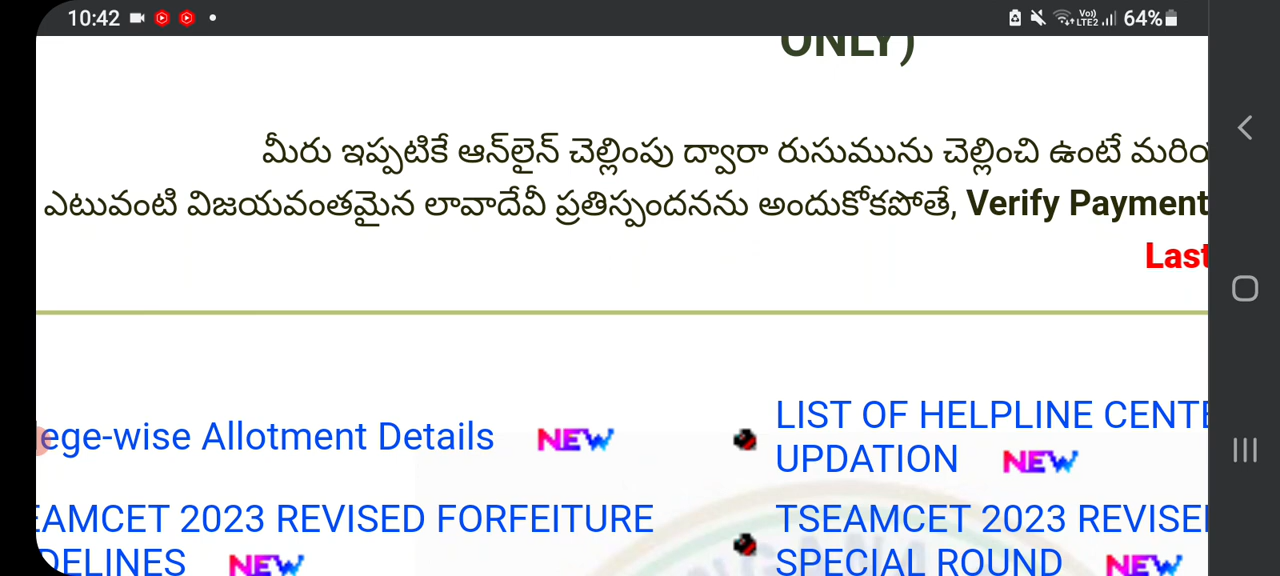 10:42
Vo)) LTE2 64%
ONLY)
మీరు ఇప్పటికే ఆన్‌లైన్ చెల్లింపు ద్వారా రుసుమును చెల్లించి ఉంటే
ఎటువంటి విజయవంతమైన లావాదేవీ ప్రతిస్పందనను అందుకోకపోతే, Verify Payment
Last
ege-wise Allotment Details NEW
LIST OF HELPLINE CENTE
UPDATION NEW
EAMCET 2023 REVISED FORFEITURE
DELINES NEW
TSEAMCET 2023 REVISE
SPECIAL ROUND NEW